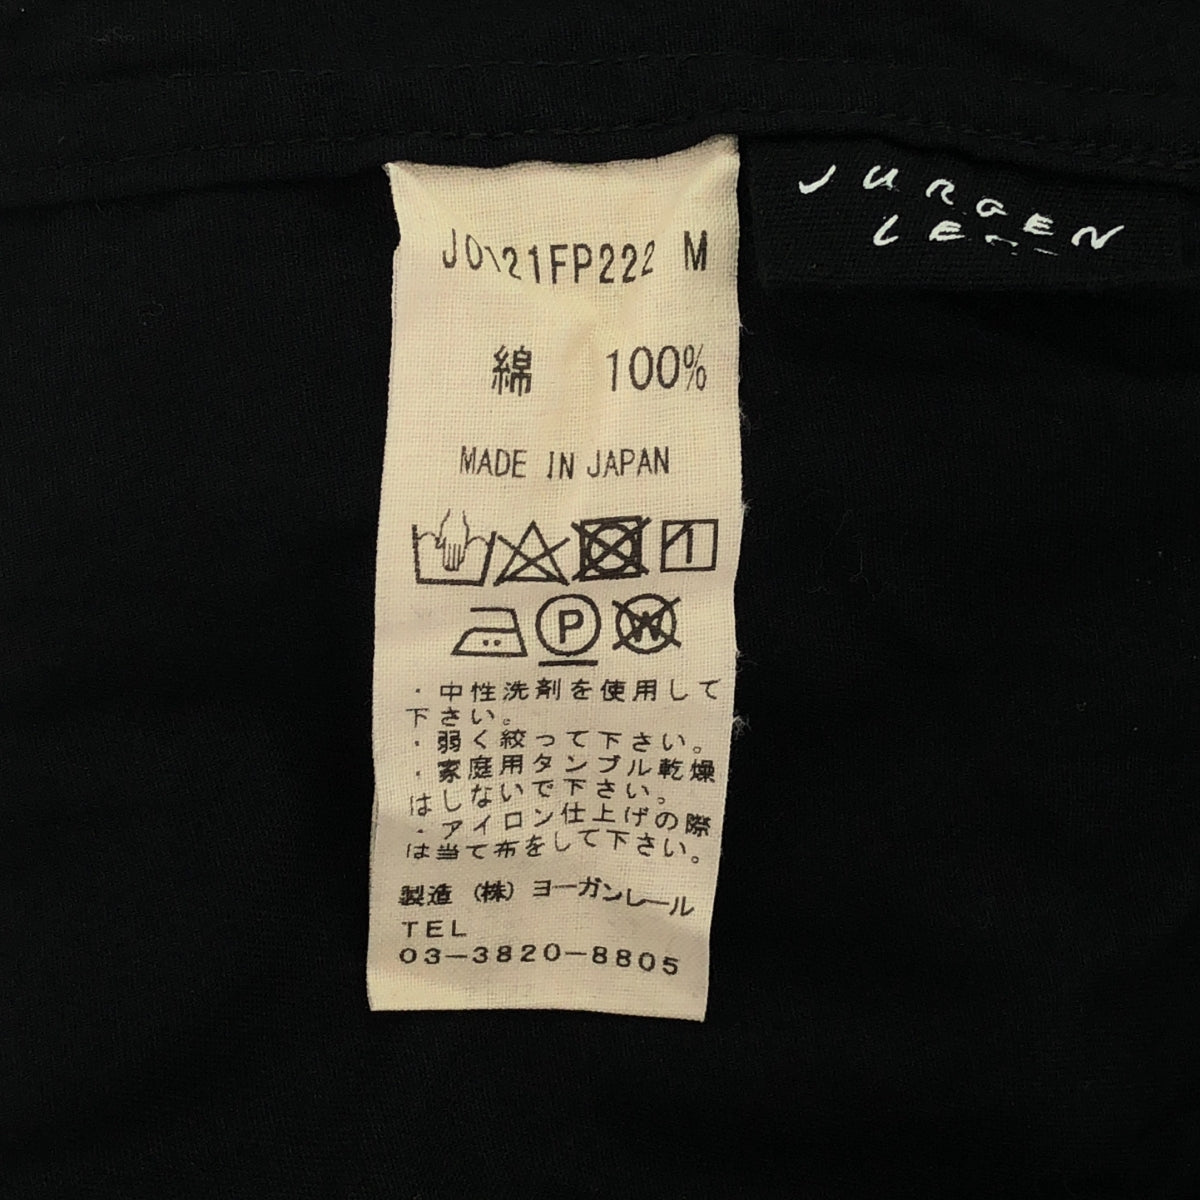 JURGEN
M
綿 100%
MADE IN JAPAN
1
P
W
・中性洗剤を使用して
下さい。
・弱く絞って下さい。
・家庭用タンブル乾燥
はしないで下さい。
・アイロン仕上げの際
は当て布をして下さい。
製造 (株) ヨーガンレール
TEL
03-3820-8805